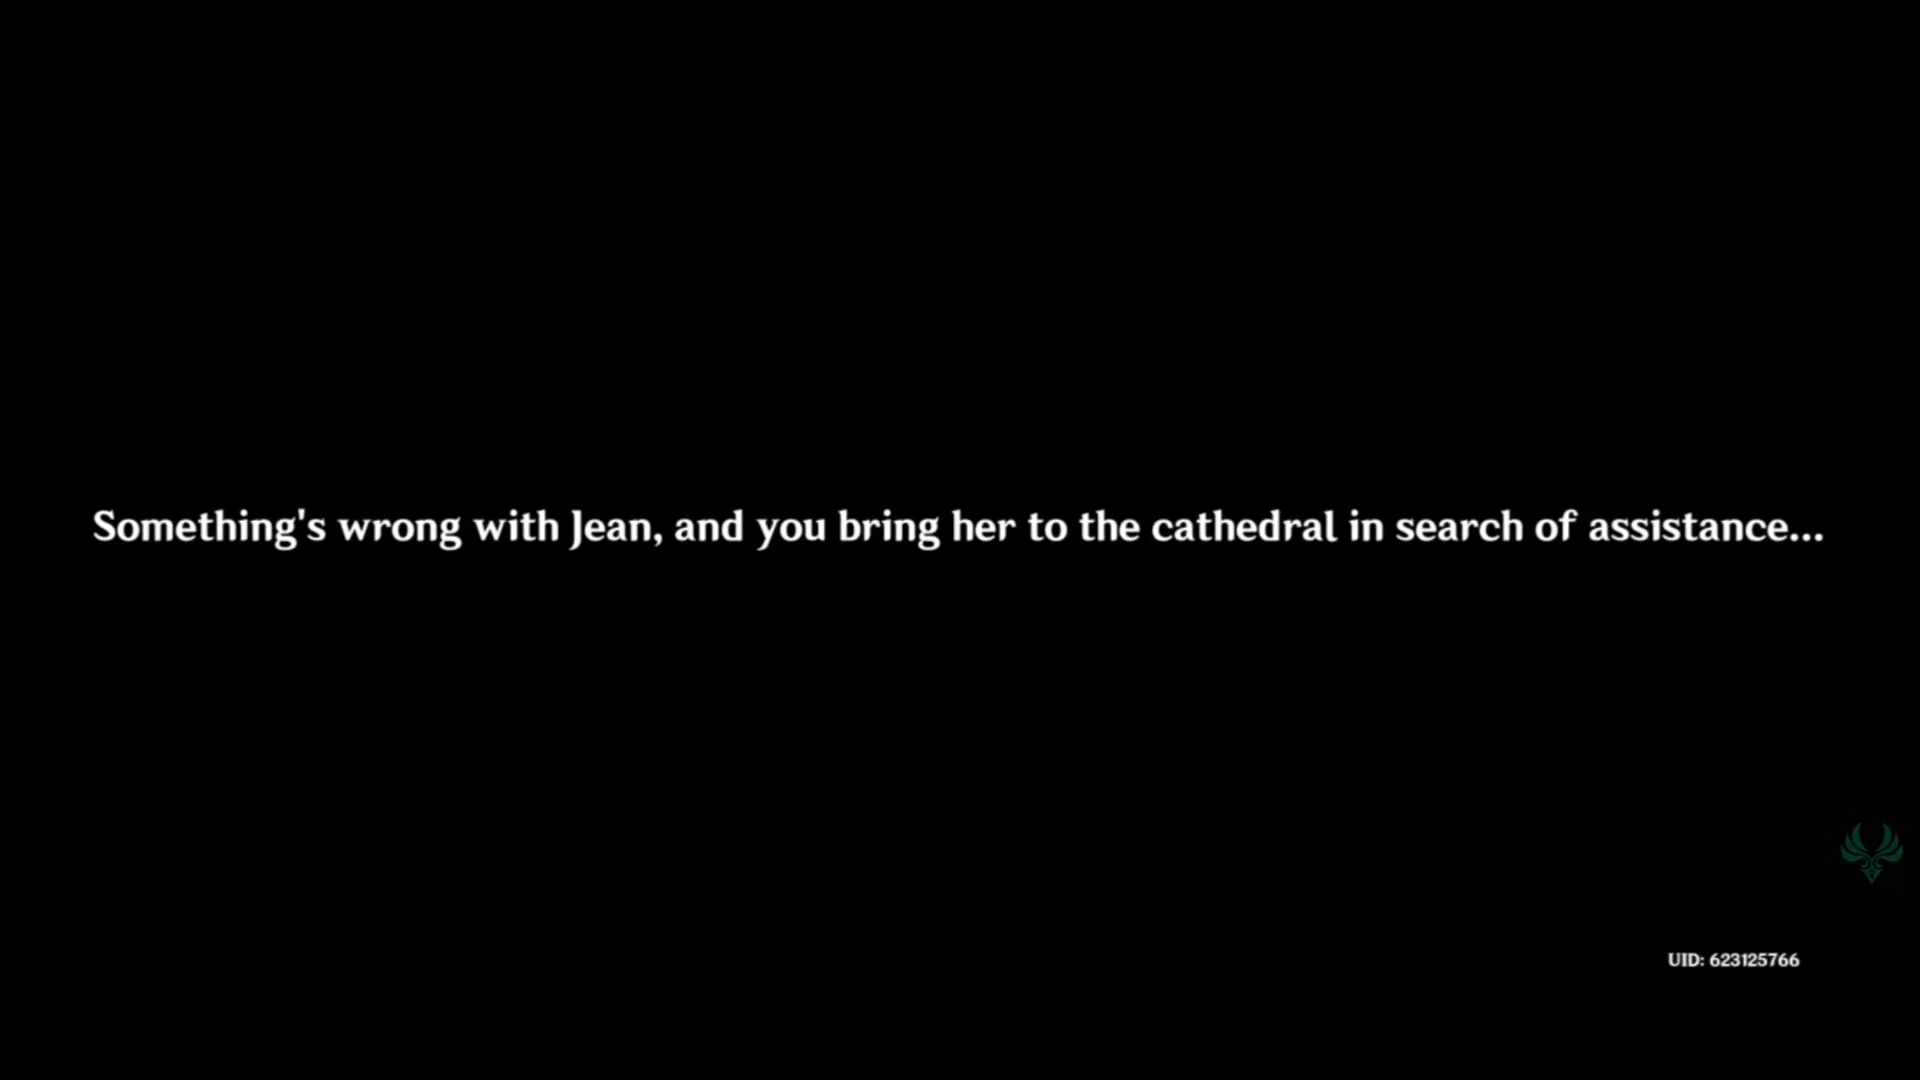 Something's wrong with Jean, and you bring her to the cathedral in search of assistance...
UID: 623125766